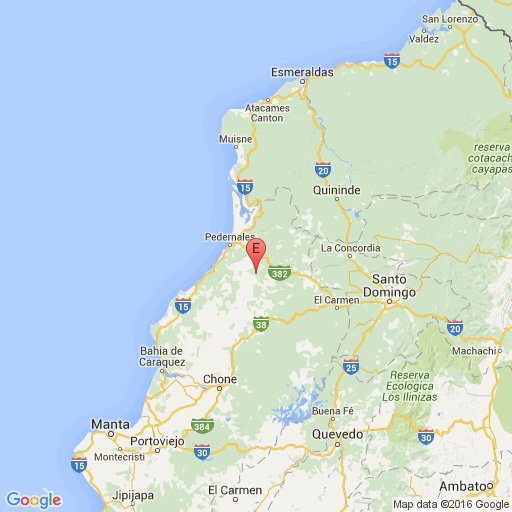 San Lorenzo
Valdez
15
Esmeraldas
Atacames
Canton
Muisne
reserva
cotacach
cayapas
20
15
Quininde
Pedernales
E
La Concordia
382
Santo
Domingo
El Carmen
15
38
20
Machachi
Bahia de
Caraquez
25
Reserva
Ecologica
Los Ilinizas
Chone
Buena Fé
Manta
384
Portoviejo
Quevedo
30
Montecristi
30
15
Jipijapa
El Carmen
Ambato
Google
Map data ©2016 Google